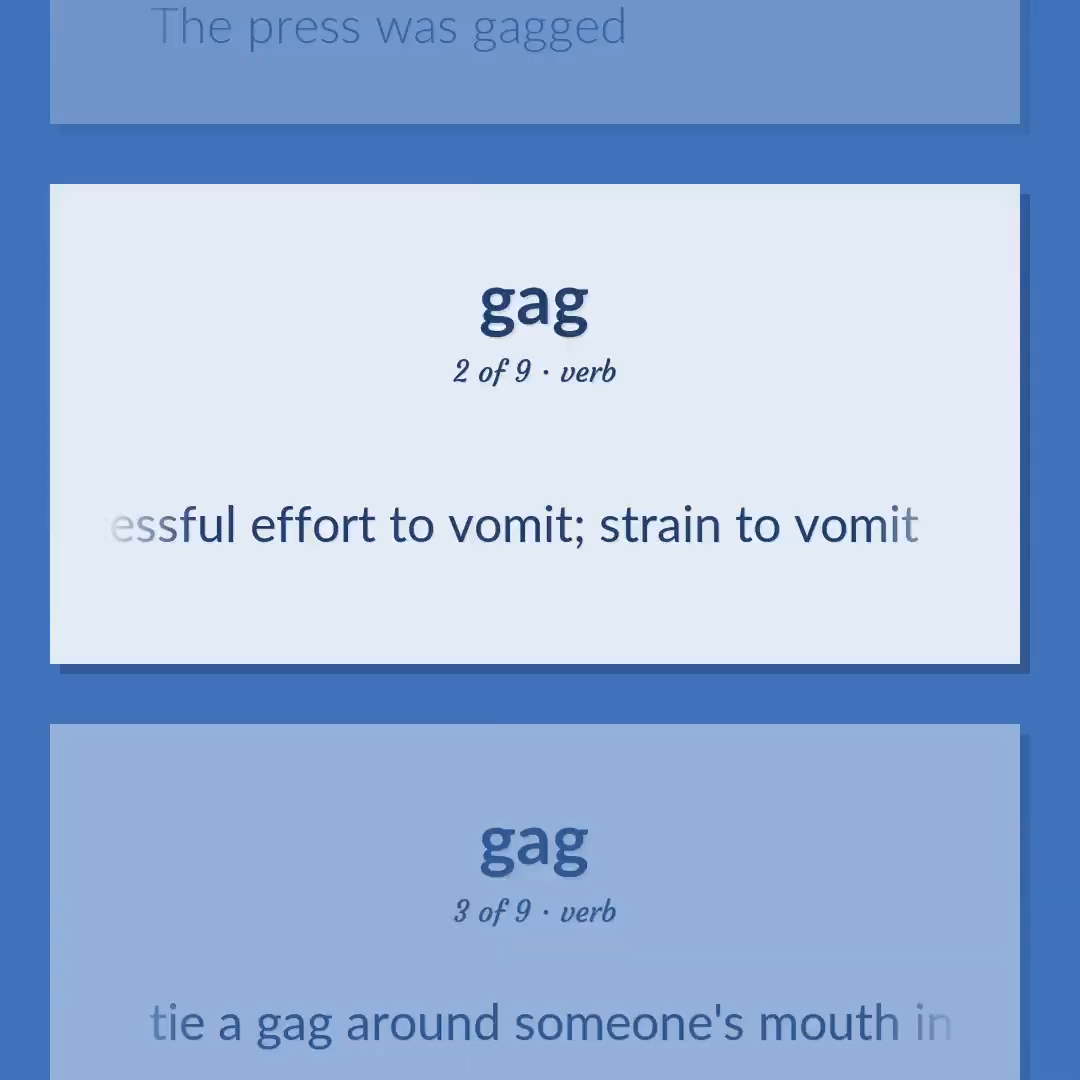 The press was gagged
gag
2 of 9 · verb
essful effort to vomit; strain to vomit
gag
3 of 9 · verb
tie a gag around someone's mouth in